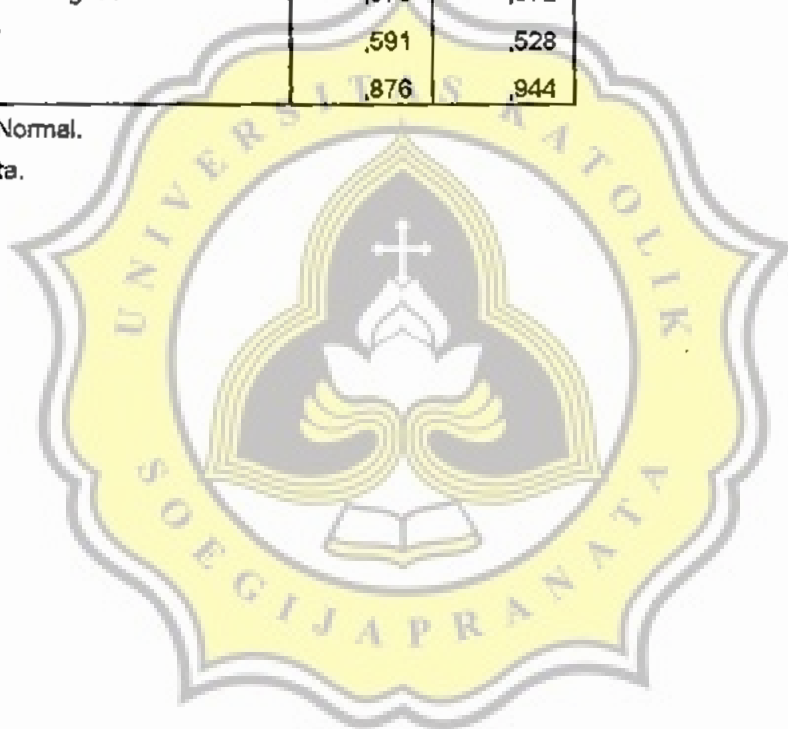 ,591 ,528
,876 ,944
Normal.
ta.
UNIVERSITAS KATOLIK
SOEGIJAPRANATA